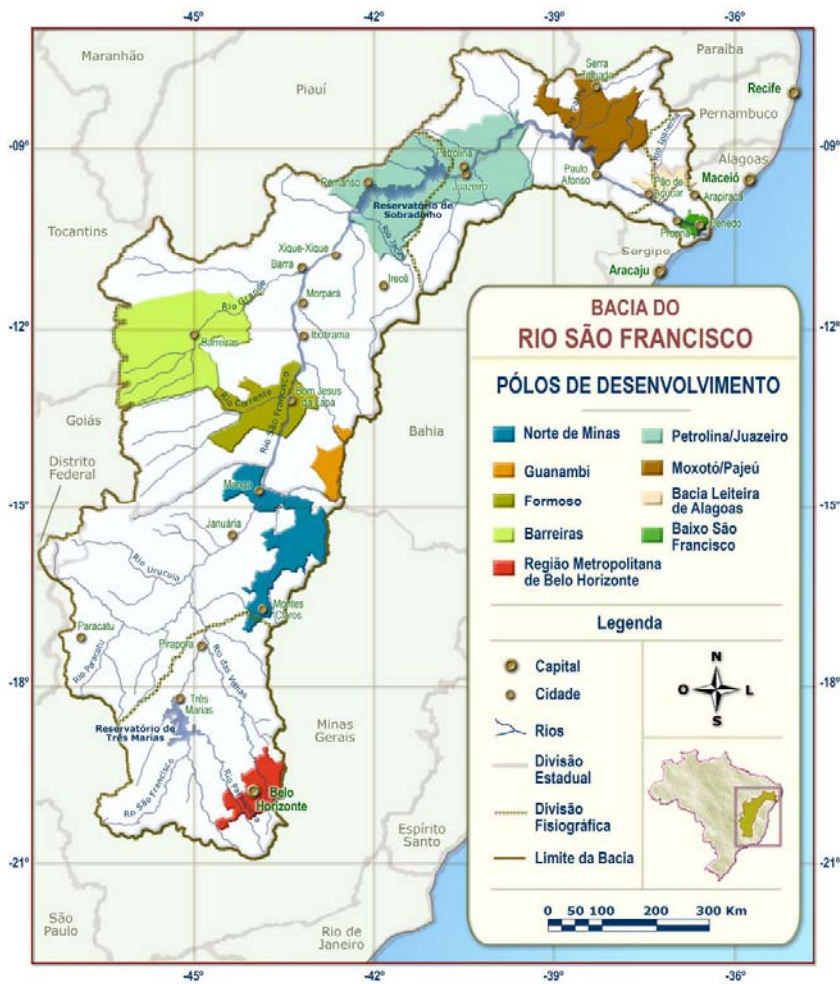 -45°
-42°
-39°
-36°
Maranhão
Piauí
Paraíba
Serra
Talhada
Recife
Pernambuco
Rio Ipanema
-09°
-09°
Petrolina
Alagoas
Paulo
Afonso
Pão de
Açucar
Maceió
Remanso
Juazeiro
Arapiraca
Reservatório de
Sobradinho
Tocantins
Propriá
Penedo
Xique-Xique
Barra
Sergipe
Irecê
Aracaju
Rio Grande
Morpará
-12°
-12°
Barreiras
Ibotirama
Rio Corrente
Bom Jesus
da Lapa
Rio São Francisco
Goiás
Bahia
Distrito
Federal
Manga
-15°
-15°
Januária
Rio Urucuia
Montes
Claros
Paracatu
Rio Paracatu
Pirapora
Rio das Velhas
-18°
-18°
Três
Marias
Reservatório de
Três Marias
Minas
Gerais
Rio São Francisco
Belo
Horizonte
-21°
-21°
Espírito
Santo
São
Paulo
Rio de
Janeiro
-45°
-42°
-39°
-36°
BACIA DO
RIO SÃO FRANCISCO
PÓLOS DE DESENVOLVIMENTO
Norte de Minas
Guanambi
Formoso
Barreiras
Região Metropolitana
de Belo Horizonte
Petrolina/Juazeiro
Moxotó/Pajeú
Bacia Leiteira
de Alagoas
Baixo São
Francisco
Legenda
Capital
Cidade
Rios
Divisão
Estadual
Divisão
Fisiográfica
Limite da Bacia
N
O
L
S
0 50 100 200 300 Km